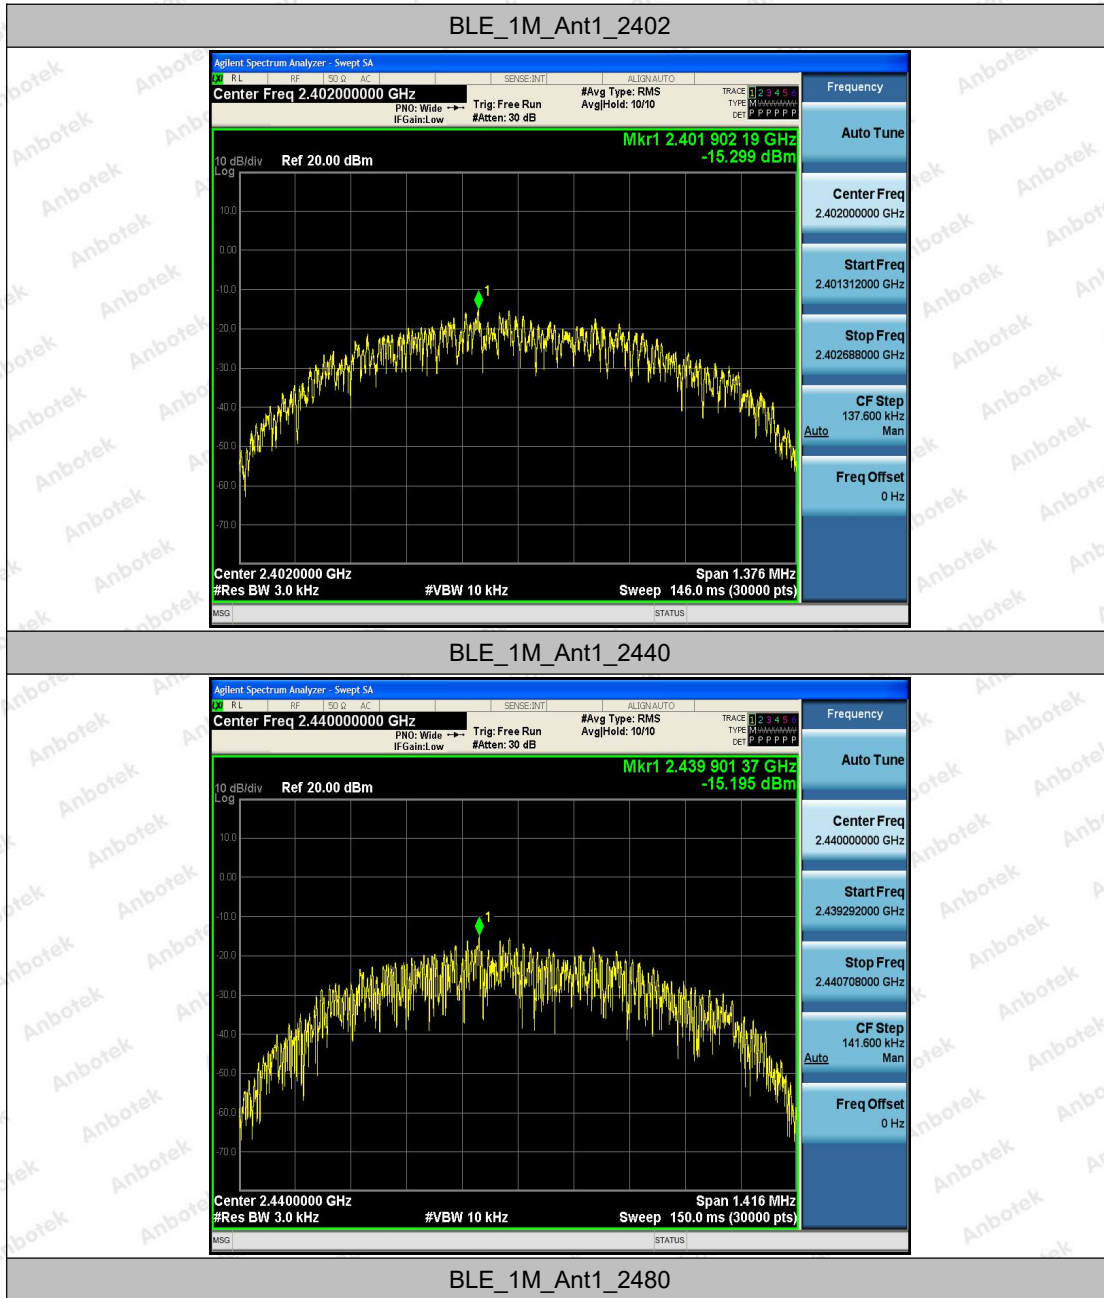 BLE_1M_Ant1_2402
Agilent Spectrum Analyzer - Swept SA
RL RF 50 Ω AC SENSE:INT ALIGNAUTO
Center Freq 2.402000000 GHz
PNO: Wide
IFGain:Low
Trig: Free Run
#Atten: 30 dB
#Avg Type: RMS
Avg|Hold: 10/10
TRACE 1 2 3 4 5 6
TYPE M
DET P P P P P P
Mkr1 2.401 902 19 GHz
-15.299 dBm
10 dB/div Ref 20.00 dBm
Log
10.0
0.00
-10.0
-20.0
-30.0
-40.0
-50.0
-60.0
-70.0
1
Center 2.4020000 GHz Span 1.376 MHz
#Res BW 3.0 kHz #VBW 10 kHz Sweep 146.0 ms (30000 pts)
MSG STATUS
Frequency
Auto Tune
Center Freq
2.402000000 GHz
Start Freq
2.401312000 GHz
Stop Freq
2.402688000 GHz
CF Step
137.600 kHz
Auto Man
Freq Offset
0 Hz
BLE_1M_Ant1_2440
Agilent Spectrum Analyzer - Swept SA
RL RF 50 Ω AC SENSE:INT ALIGNAUTO
Center Freq 2.440000000 GHz
PNO: Wide
IFGain:Low
Trig: Free Run
#Atten: 30 dB
#Avg Type: RMS
Avg|Hold: 10/10
TRACE 1 2 3 4 5 6
TYPE M
DET P P P P P P
Mkr1 2.439 901 37 GHz
-15.195 dBm
10 dB/div Ref 20.00 dBm
Log
10.0
0.00
-10.0
-20.0
-30.0
-40.0
-50.0
-60.0
-70.0
1
Center 2.4400000 GHz Span 1.416 MHz
#Res BW 3.0 kHz #VBW 10 kHz Sweep 150.0 ms (30000 pts)
MSG STATUS
Frequency
Auto Tune
Center Freq
2.440000000 GHz
Start Freq
2.439292000 GHz
Stop Freq
2.440708000 GHz
CF Step
141.600 kHz
Auto Man
Freq Offset
0 Hz
BLE_1M_Ant1_2480